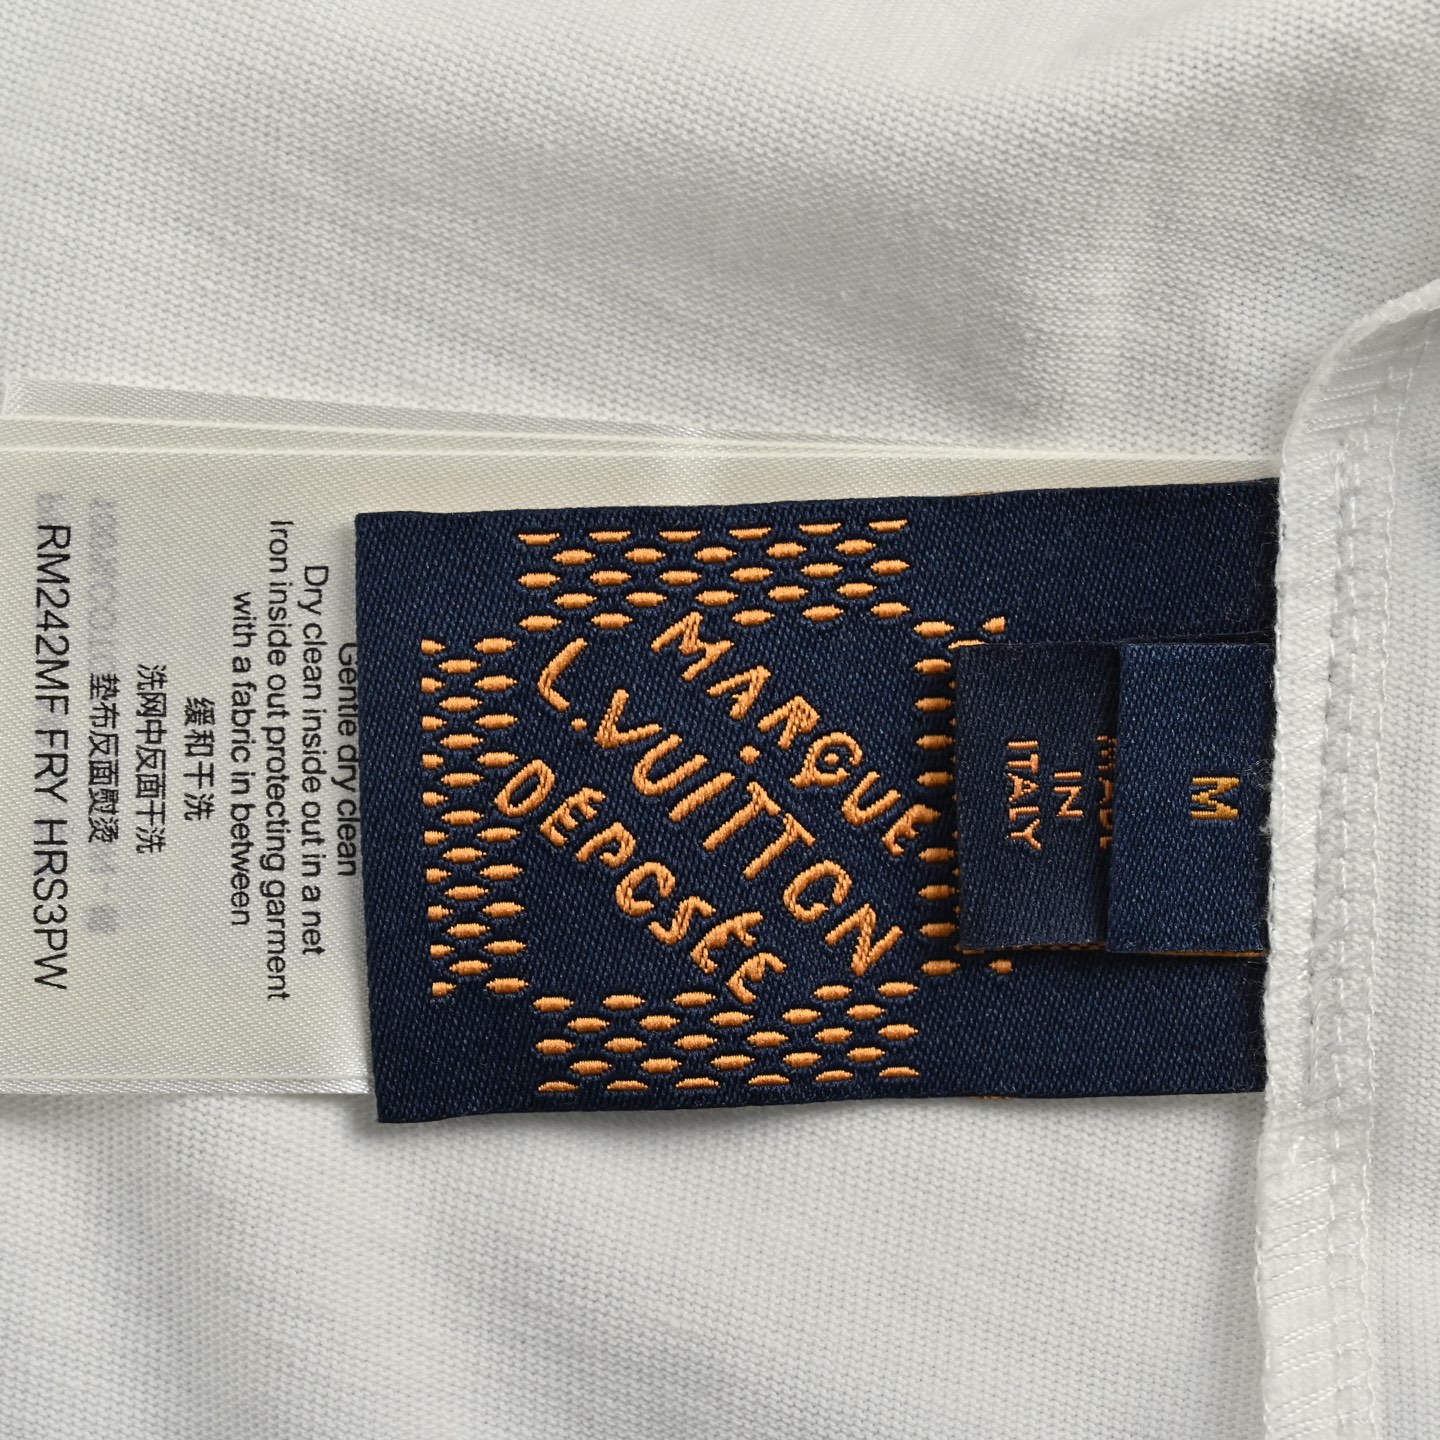 MARQUE
L.VUITTON
DEPOSÉE
MADE
IN
ITALY
M
Gentle dry clean
Dry clean inside out in a net
Iron inside out protecting garment
with a fabric in between
缓和干洗
洗网中反面干洗
垫布反面熨烫
RM242MF FRY HRS3PW